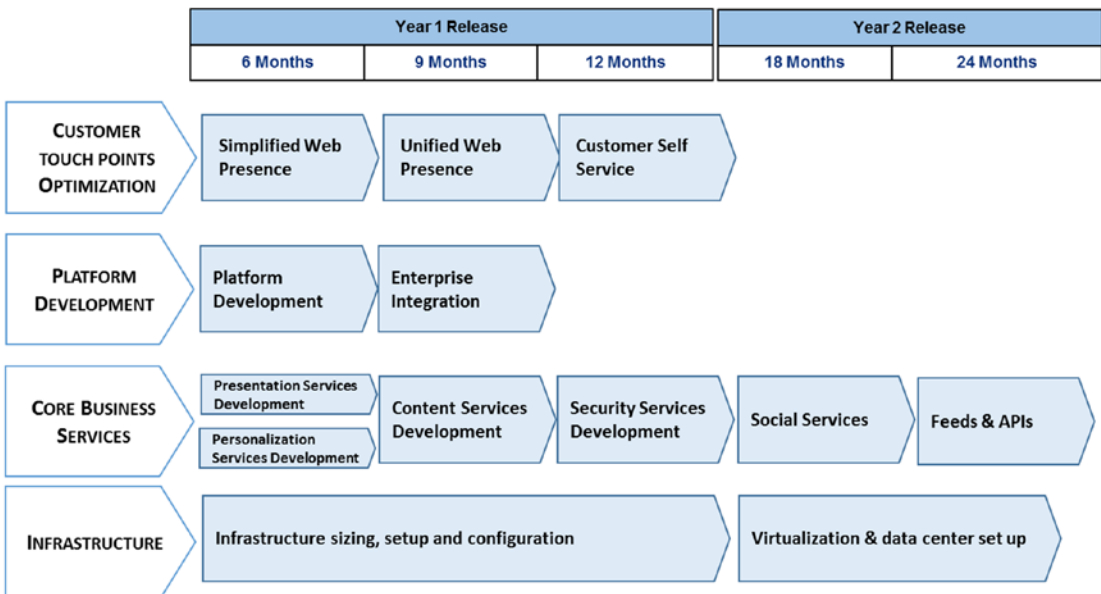 Year 1 Release
Year 2 Release
6 Months
9 Months
12 Months
18 Months
24 Months
CUSTOMER
TOUCH POINTS
OPTIMIZATION
Simplified Web
Presence
Unified Web
Presence
Customer Self
Service
PLATFORM
DEVELOPMENT
Platform
Development
Enterprise
Integration
CORE BUSINESS
SERVICES
Presentation Services
Development
Personalization
Services Development
Content Services
Development
Security Services
Development
Social Services
Feeds & APIs
INFRASTRUCTURE
Infrastructure sizing, setup and configuration
Virtualization & data center set up